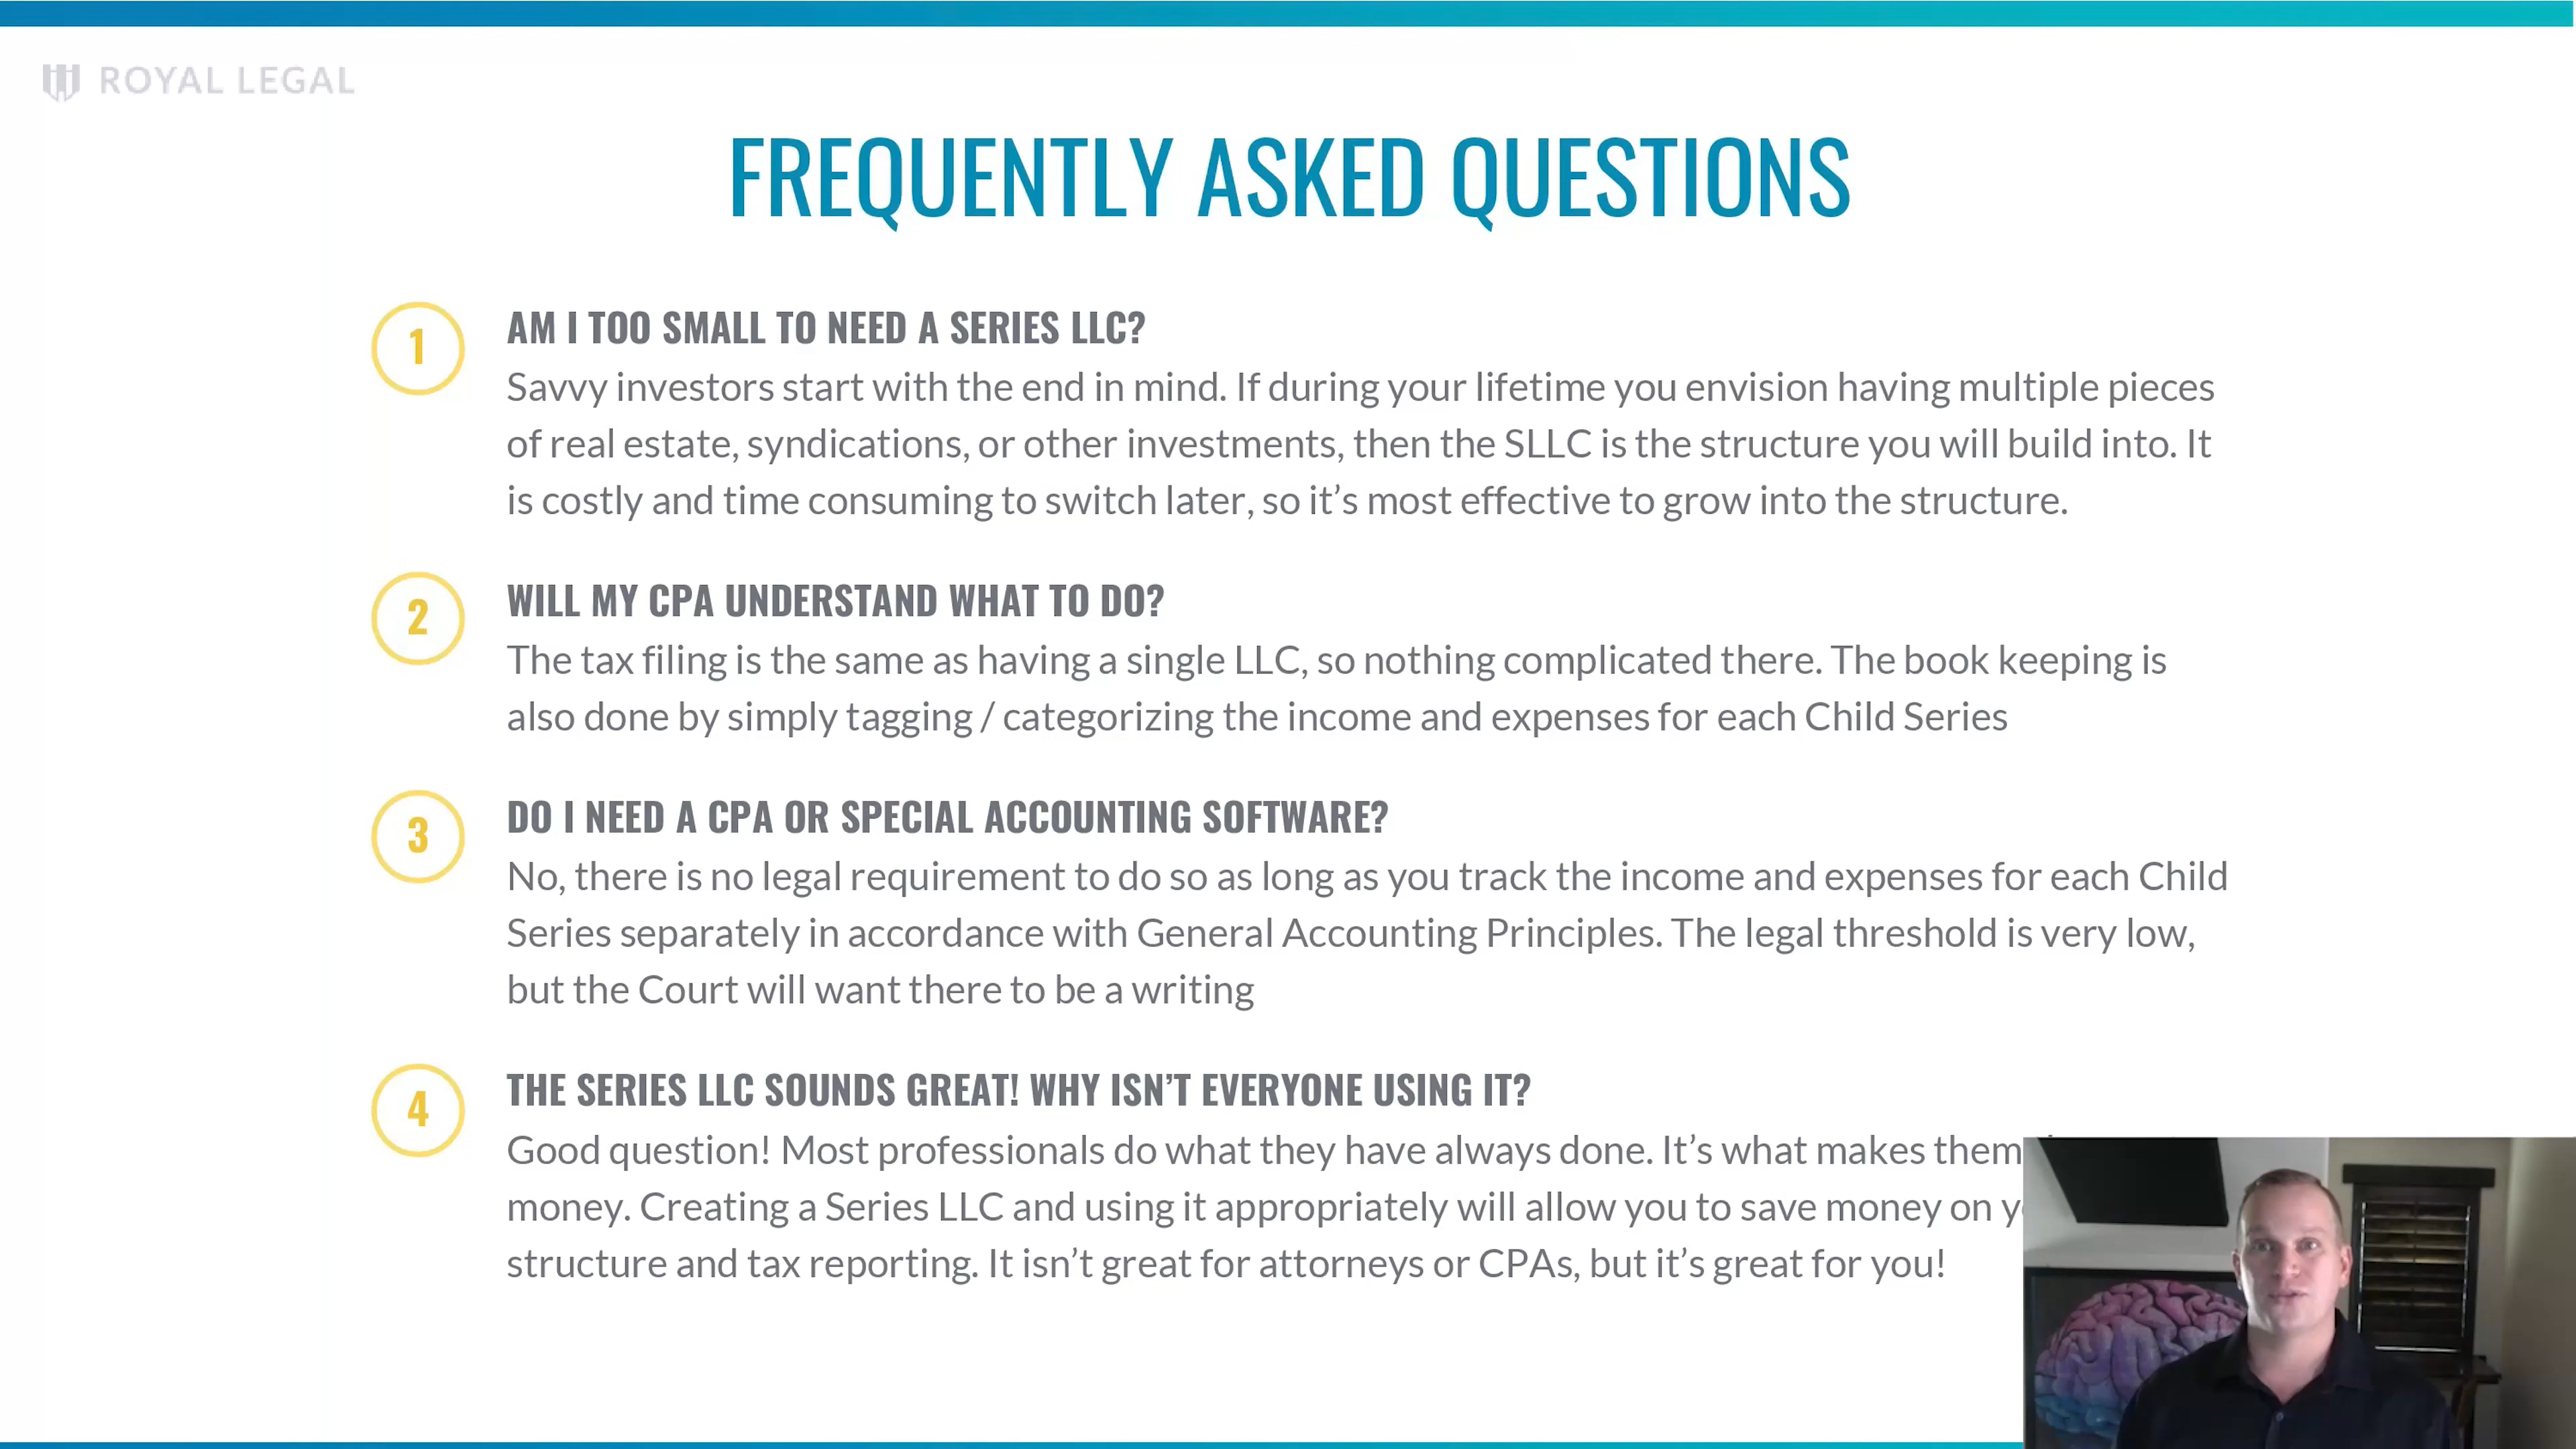 ROYAL LEGAL
FREQUENTLY ASKED QUESTIONS
1
AM I TOO SMALL TO NEED A SERIES LLC?
Savvy investors start with the end in mind. If during your lifetime you envision having multiple pieces
of real estate, syndications, or other investments, then the SLLC is the structure you will build into. It
is costly and time consuming to switch later, so it’s most effective to grow into the structure.
2
WILL MY CPA UNDERSTAND WHAT TO DO?
The tax filing is the same as having a single LLC, so nothing complicated there. The book keeping is
also done by simply tagging / categorizing the income and expenses for each Child Series
3
DO I NEED A CPA OR SPECIAL ACCOUNTING SOFTWARE?
No, there is no legal requirement to do so as long as you track the income and expenses for each Child
Series separately in accordance with General Accounting Principles. The legal threshold is very low,
but the Court will want there to be a writing
4
THE SERIES LLC SOUNDS GREAT! WHY ISN’T EVERYONE USING IT?
Good question! Most professionals do what they have always done. It’s what makes them
money. Creating a Series LLC and using it appropriately will allow you to save money on
structure and tax reporting. It isn’t great for attorneys or CPAs, but it’s great for you!